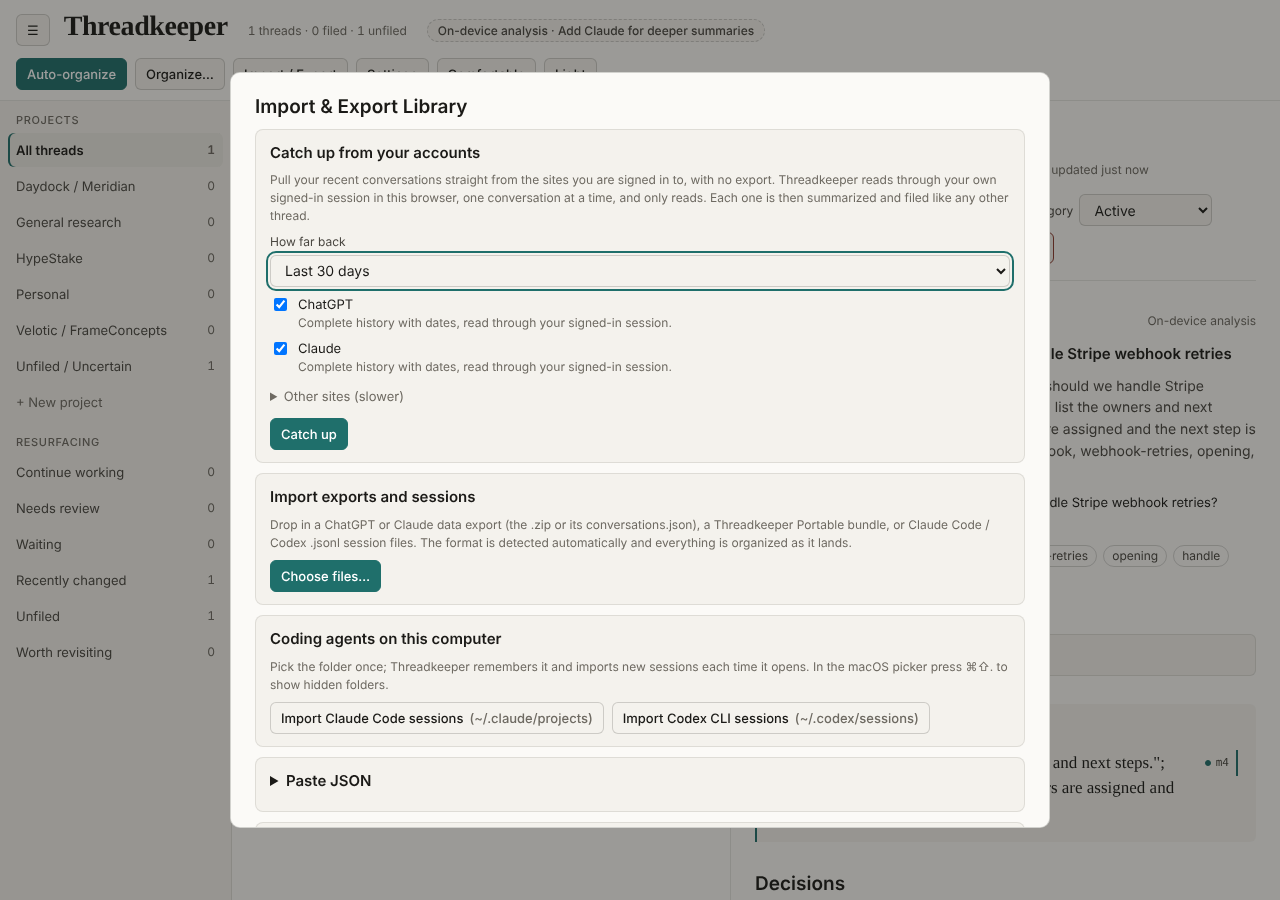 ☰ Threadkeeper 1 threads · 0 filed · 1 unfiled On-device analysis · Add Claude for deeper summaries
Auto-organize Organize...
PROJECTS
All threads 1
Daydock / Meridian 0
General research 0
HypeStake 0
Personal 0
Velotic / FrameConcepts 0
Unfiled / Uncertain 1
+ New project
RESURFACING
Continue working 0
Needs review 0
Waiting 0
Recently changed 1
Unfiled 1
Worth revisiting 0
Import & Export Library
Catch up from your accounts
Pull your recent conversations straight from the sites you are signed in to, with no export. Threadkeeper reads through your own
signed-in session in this browser, one conversation at a time, and only reads. Each one is then summarized and filed like any other
thread.
How far back
Last 30 days
ChatGPT
Complete history with dates, read through your signed-in session.
Claude
Complete history with dates, read through your signed-in session.
▶ Other sites (slower)
Catch up
Import exports and sessions
Drop in a ChatGPT or Claude data export (the .zip or its conversations.json), a Threadkeeper Portable bundle, or Claude Code /
Codex .jsonl session files. The format is detected automatically and everything is organized as it lands.
Choose files...
Coding agents on this computer
Pick the folder once; Threadkeeper remembers it and imports new sessions each time it opens. In the macOS picker press ⌘⇧. to
show hidden folders.
Import Claude Code sessions (~/.claude/projects) Import Codex CLI sessions (~/.codex/sessions)
▶ Paste JSON
updated just now
Active
On-device analysis
Stripe webhook retries
should we handle Stripe
list the owners and next
assigned and the next step is
webhook-retries, opening,
Stripe webhook retries?
retries opening handle
and next steps."; ● m4
are assigned and
Decisions